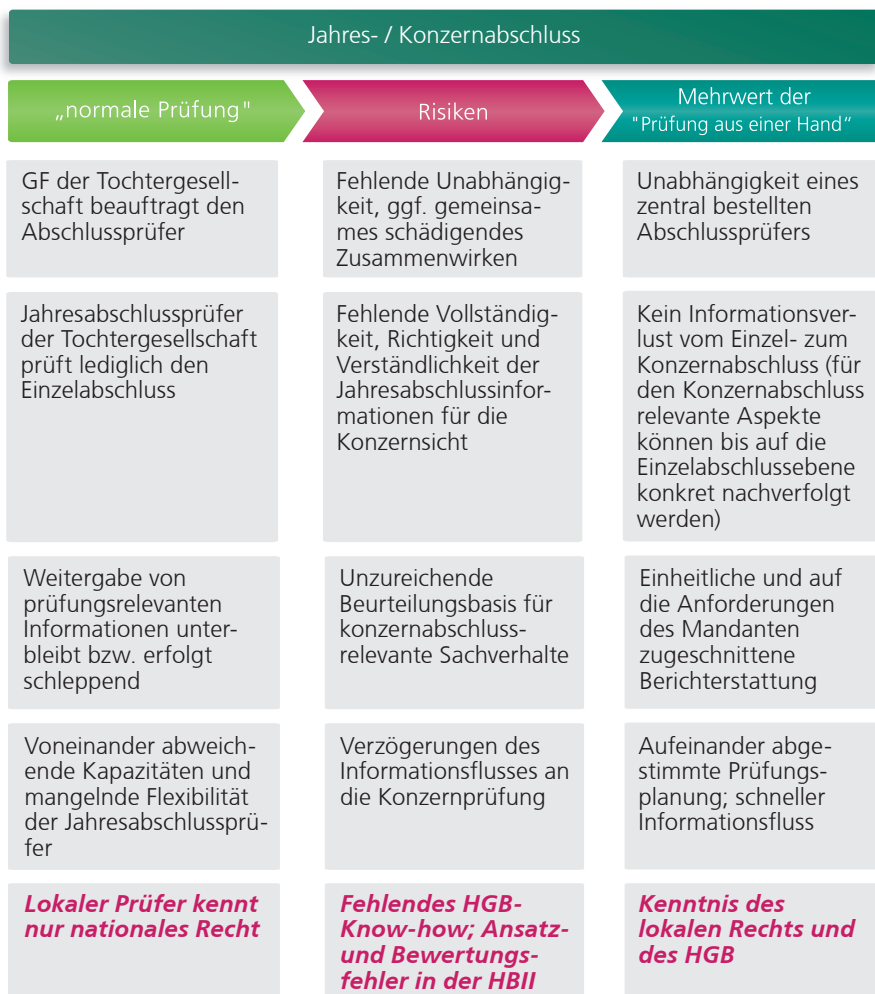 Jahres- / Konzernabschluss
„normale Prüfung"
Risiken
Mehrwert der
"Prüfung aus einer Hand“
GF der Tochtergesell-
schaft beauftragt den
Abschlussprüfer
Fehlende Unabhängig-
keit, ggf. gemeinsa-
mes schädigendes
Zusammenwirken
Unabhängigkeit eines
zentral bestellten
Abschlussprüfers
Jahresabschlussprüfer
der Tochtergesellschaft
prüft lediglich den
Einzelabschluss
Fehlende Vollständig-
keit, Richtigkeit und
Verständlichkeit der
Jahresabschlussinfor-
mationen für die
Konzernsicht
Kein Informationsver-
lust vom Einzel- zum
Konzernabschluss (für
den Konzernabschluss
relevante Aspekte
können bis auf die
Einzelabschlussebene
konkret nachverfolgt
werden)
Weitergabe von
prüfungsrelevanten
Informationen unter-
bleibt bzw. erfolgt
schleppend
Unzureichende
Beurteilungsbasis für
konzernabschluss-
relevante Sachverhalte
Einheitliche und auf
die Anforderungen
des Mandanten
zugeschnittene
Berichterstattung
Voneinander abweich-
ende Kapazitäten und
mangelnde Flexibilität
der Jahresabschlussprü-
fer
Verzögerungen des
Informationsflusses an
die Konzernprüfung
Aufeinander abge-
stimmte Prüfungs-
planung; schneller
Informationsfluss
Lokaler Prüfer kennt
nur nationales Recht
Fehlendes HGB-
Know-how; Ansatz-
und Bewertungs-
fehler in der HBII
Kenntnis des
lokalen Rechts und
des HGB